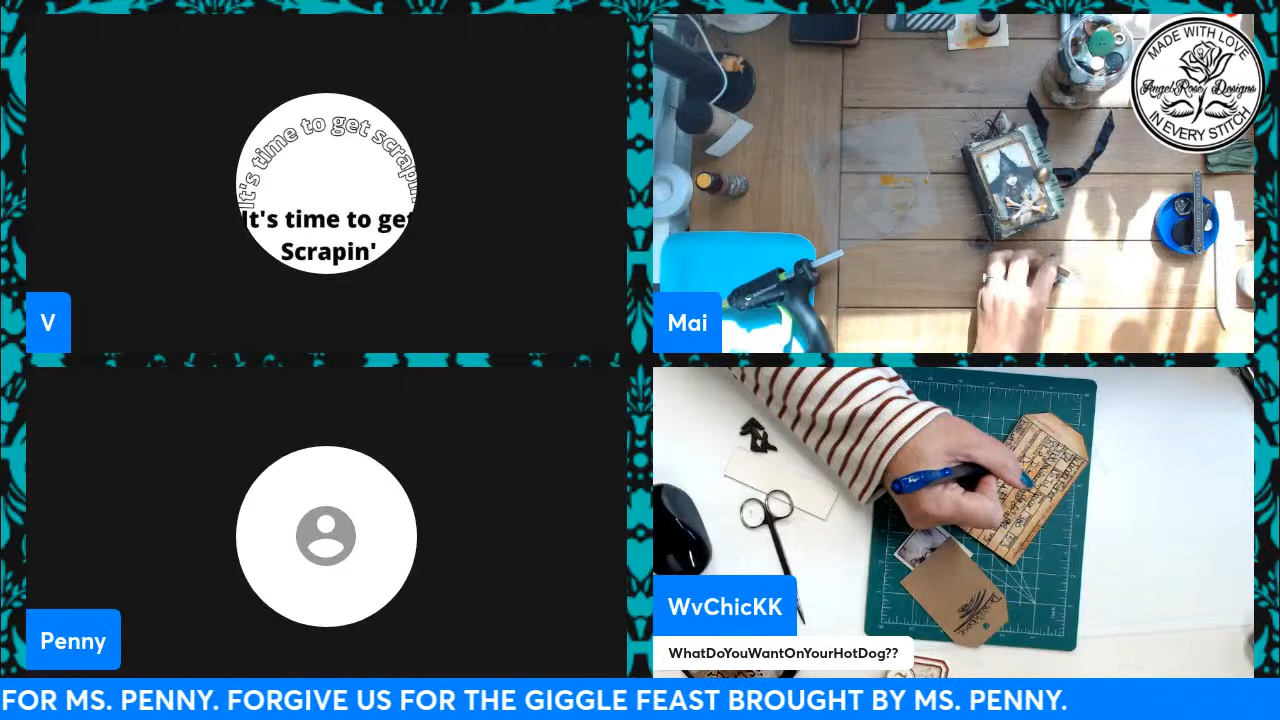 It's time to get scrapin'
It's time to get
Scrapin'
V
MADE WITH LOVE
AngelRose Designs
IN EVERY STITCH
Mai
Penny
WvChicKK
WhatDoYouWantOnYourHotDog??
FOR MS. PENNY. FORGIVE US FOR THE GIGGLE FEAST BROUGHT BY MS. PENNY.